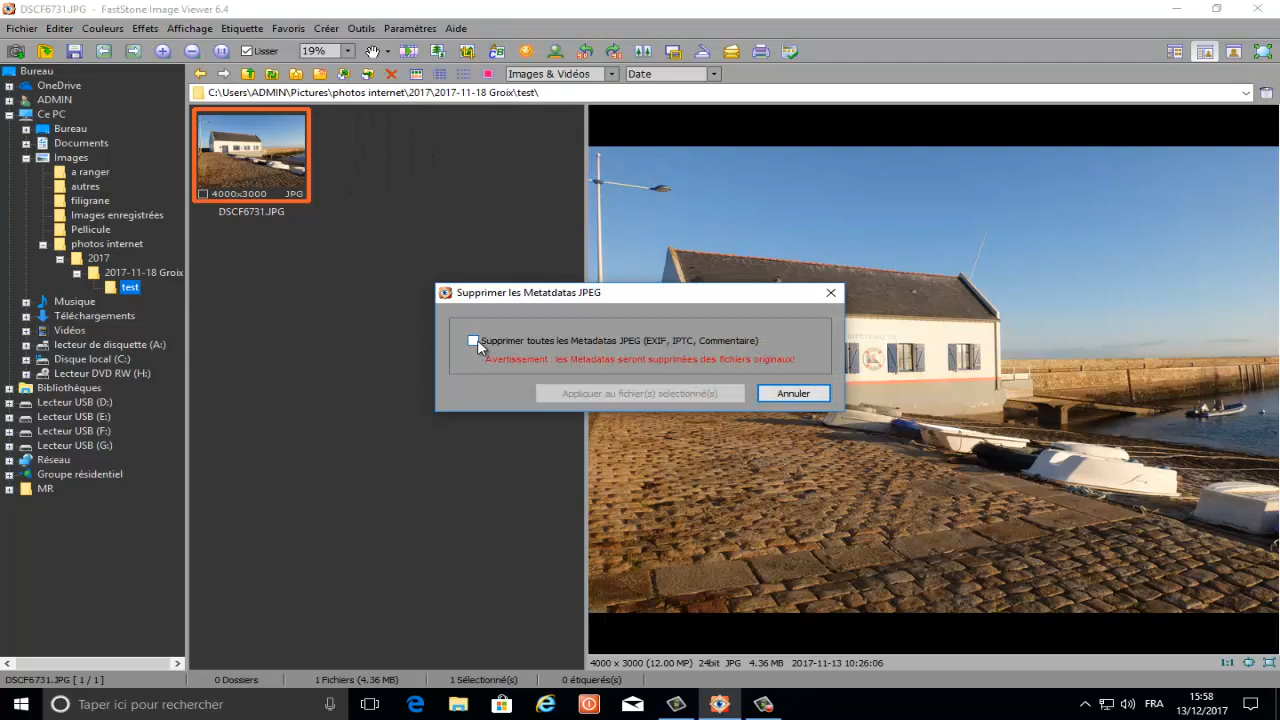 DSCF6731.JPG - FastStone Image Viewer 6.4
Fichier Editer Couleurs Effets Affichage Etiquette Favoris Créer Outils Paramètres Aide
Lisser 19%
Images & Vidéos Date
C:\Users\ADMIN\Pictures\photos internet\2017\2017-11-18 Groix\test\
Bureau
OneDrive
ADMIN
Ce PC
Bureau
Documents
Images
a ranger
autres
filigrane
Images enregistrées
Pellicule
photos internet
2017
2017-11-18 Groix
test
Musique
Téléchargements
Vidéos
lecteur de disquette (A:)
Disque local (C:)
Lecteur DVD RW (H:)
Bibliothèques
Lecteur USB (D:)
Lecteur USB (E:)
Lecteur USB (F:)
Lecteur USB (G:)
Réseau
Groupe résidentiel
MR
4000x3000 JPG
DSCF6731.JPG
Supprimer les Metatdatas JPEG
Supprimer toutes les Metadatas JPEG (EXIF, IPTC, Commentaire)
Avertissement : les Metadatas seront supprimées des fichiers originaux!
Appliquer au fichier(s) sélectionné(s)
Annuler
4000 x 3000 (12.00 MP) 24bit JPG 4.36 MB 2017-11-13 10:26:06
1:1
DSCF6731.JPG [ 1 / 1 ]
0 Dossiers
1 Fichiers (4.36 MB)
1 Sélectionné(s)
0 étiquetés(s)
Taper ici pour rechercher
FRA
15:58
13/12/2017